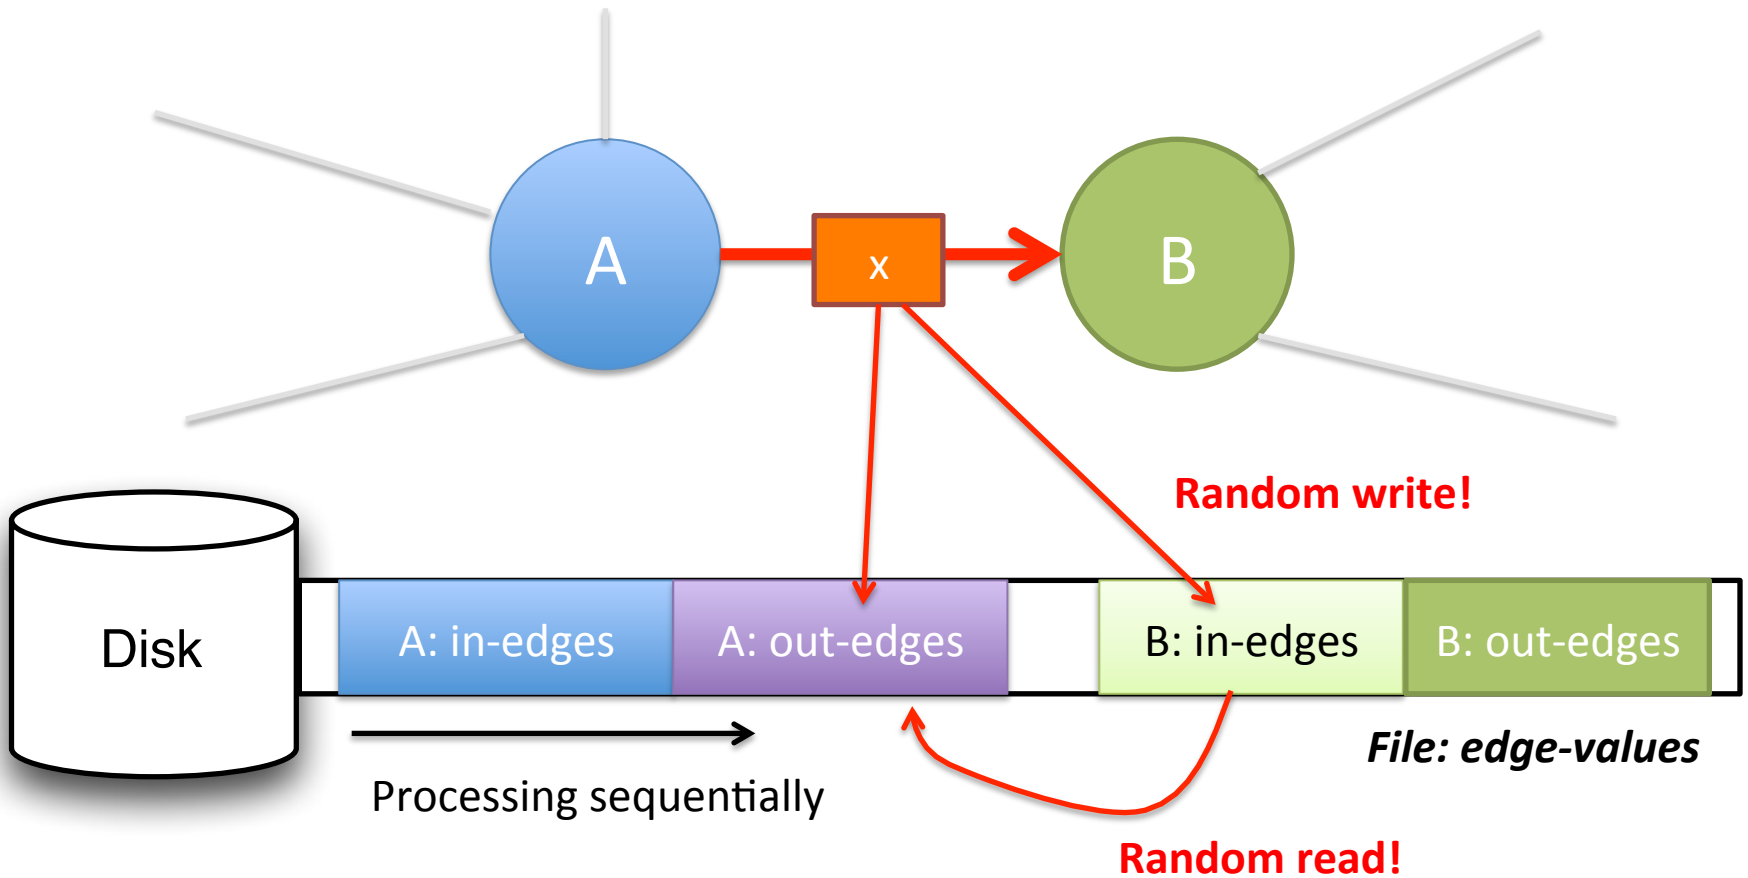 A
x
B
Random write!
Disk
A: in-edges
A: out-edges
B: in-edges
B: out-edges
File: edge-values
Processing sequentially
Random read!